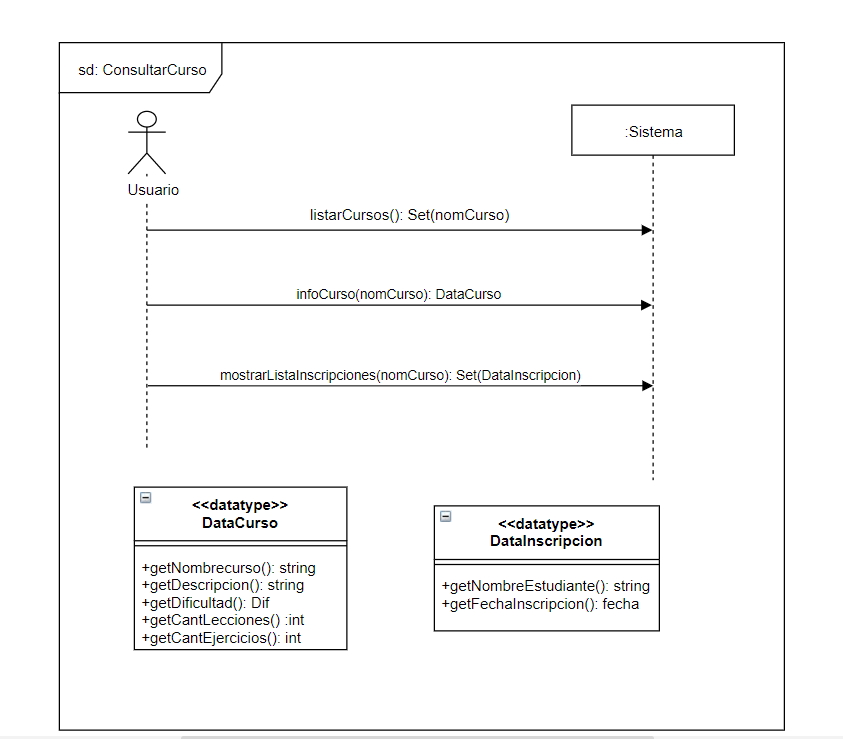 sd: ConsultarCurso
:Sistema
Usuario
listarCursos(): Set(nomCurso)
infoCurso(nomCurso): DataCurso
mostrarListaInscripciones(nomCurso): Set(DataInscripcion)
<<datatype>>
DataCurso
+getNombrecurso(): string
+getDescripcion(): string
+getDificultad(): Dif
+getCantLecciones() :int
+getCantEjercicios(): int
<<datatype>>
DataInscripcion
+getNombreEstudiante(): string
+getFechaInscripcion(): fecha